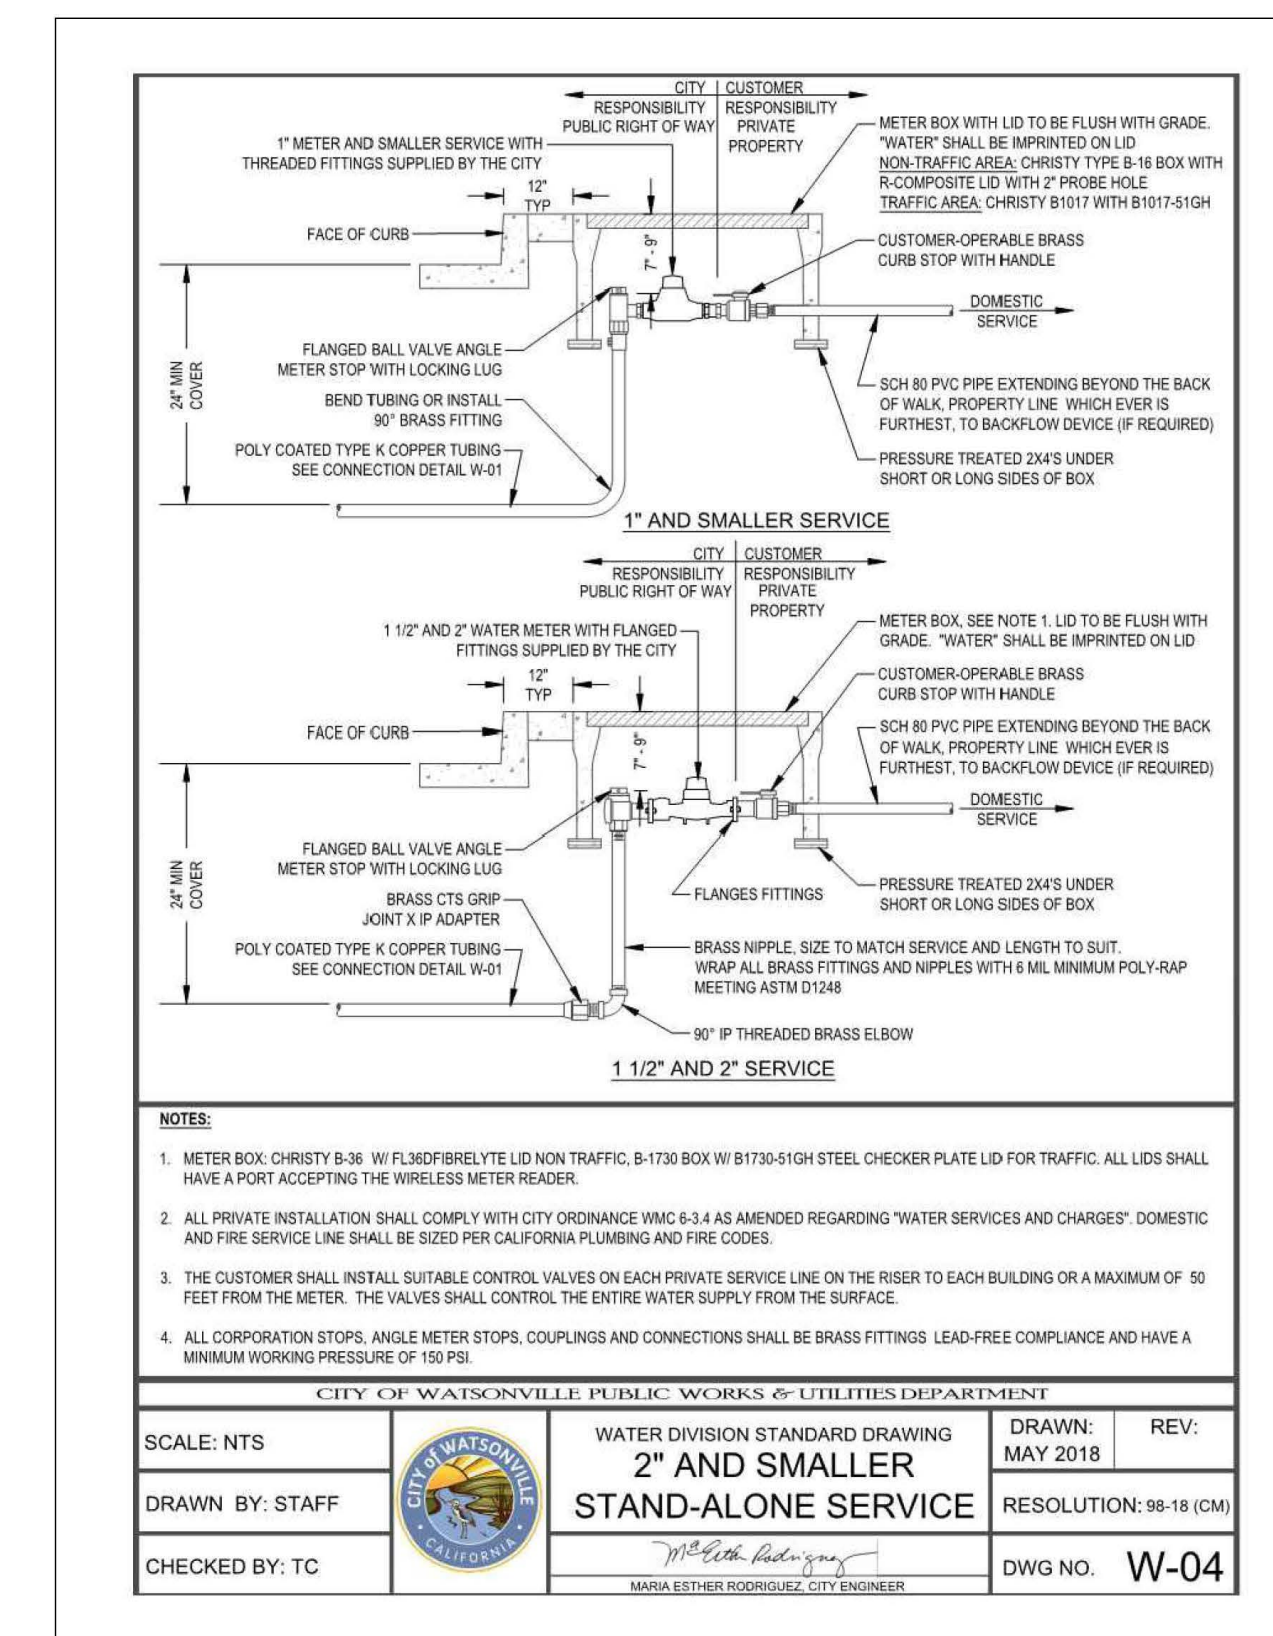 CITY CUSTOMER
RESPONSIBILITY RESPONSIBILITY
PUBLIC RIGHT OF WAY PRIVATE
PROPERTY
1" METER AND SMALLER SERVICE WITH
THREADED FITTINGS SUPPLIED BY THE CITY
METER BOX WITH LID TO BE FLUSH WITH GRADE.
"WATER" SHALL BE IMPRINTED ON LID
NON-TRAFFIC AREA: CHRISTY TYPE B-16 BOX WITH
R-COMPOSITE LID WITH 2" PROBE HOLE
TRAFFIC AREA: CHRISTY B1017 WITH B1017-51GH
12"
TYP
FACE OF CURB
7" - 9"
CUSTOMER-OPERABLE BRASS
CURB STOP WITH HANDLE
DOMESTIC
SERVICE
24" MIN
COVER
FLANGED BALL VALVE ANGLE
METER STOP WITH LOCKING LUG
BEND TUBING OR INSTALL
90° BRASS FITTING
POLY COATED TYPE K COPPER TUBING
SEE CONNECTION DETAIL W-01
SCH 80 PVC PIPE EXTENDING BEYOND THE BACK
OF WALK, PROPERTY LINE WHICH EVER IS
FURTHEST, TO BACKFLOW DEVICE (IF REQUIRED)
PRESSURE TREATED 2X4'S UNDER
SHORT OR LONG SIDES OF BOX
1" AND SMALLER SERVICE
CITY CUSTOMER
RESPONSIBILITY RESPONSIBILITY
PUBLIC RIGHT OF WAY PRIVATE
PROPERTY
1 1/2" AND 2" WATER METER WITH FLANGED
FITTINGS SUPPLIED BY THE CITY
METER BOX, SEE NOTE 1. LID TO BE FLUSH WITH
GRADE. "WATER" SHALL BE IMPRINTED ON LID
12"
TYP
FACE OF CURB
7" - 9"
CUSTOMER-OPERABLE BRASS
CURB STOP WITH HANDLE
SCH 80 PVC PIPE EXTENDING BEYOND THE BACK
OF WALK, PROPERTY LINE WHICH EVER IS
FURTHEST, TO BACKFLOW DEVICE (IF REQUIRED)
DOMESTIC
SERVICE
24" MIN
COVER
FLANGED BALL VALVE ANGLE
METER STOP WITH LOCKING LUG
BRASS CTS GRIP
JOINT X IP ADAPTER
POLY COATED TYPE K COPPER TUBING
SEE CONNECTION DETAIL W-01
FLANGES FITTINGS
PRESSURE TREATED 2X4'S UNDER
SHORT OR LONG SIDES OF BOX
BRASS NIPPLE, SIZE TO MATCH SERVICE AND LENGTH TO SUIT.
WRAP ALL BRASS FITTINGS AND NIPPLES WITH 6 MIL MINIMUM POLY-RAP
MEETING ASTM D1248
90° IP THREADED BRASS ELBOW
1 1/2" AND 2" SERVICE
NOTES:
1. METER BOX: CHRISTY B-36 W/ FL36DFIBRELYTE LID NON TRAFFIC, B-1730 BOX W/ B1730-51GH STEEL CHECKER PLATE LID FOR TRAFFIC. ALL LIDS SHALL
HAVE A PORT ACCEPTING THE WIRELESS METER READER.
2. ALL PRIVATE INSTALLATION SHALL COMPLY WITH CITY ORDINANCE WMC 6-3.4 AS AMENDED REGARDING "WATER SERVICES AND CHARGES". DOMESTIC
AND FIRE SERVICE LINE SHALL BE SIZED PER CALIFORNIA PLUMBING AND FIRE CODES.
3. THE CUSTOMER SHALL INSTALL SUITABLE CONTROL VALVES ON EACH PRIVATE SERVICE LINE ON THE RISER TO EACH BUILDING OR A MAXIMUM OF 50
FEET FROM THE METER. THE VALVES SHALL CONTROL THE ENTIRE WATER SUPPLY FROM THE SURFACE.
4. ALL CORPORATION STOPS, ANGLE METER STOPS, COUPLINGS AND CONNECTIONS SHALL BE BRASS FITTINGS LEAD-FREE COMPLIANCE AND HAVE A
MINIMUM WORKING PRESSURE OF 150 PSI.
CITY OF WATSONVILLE PUBLIC WORKS & UTILITIES DEPARTMENT
SCALE: NTS
DRAWN BY: STAFF
CHECKED BY: TC
CITY of WATSONVILLE
CALIFORNIA
WATER DIVISION STANDARD DRAWING
2" AND SMALLER
STAND-ALONE SERVICE
Ma Esther Rodriguez
MARIA ESTHER RODRIGUEZ, CITY ENGINEER
DRAWN: REV:
MAY 2018
RESOLUTION: 98-18 (CM)
DWG NO. W-04